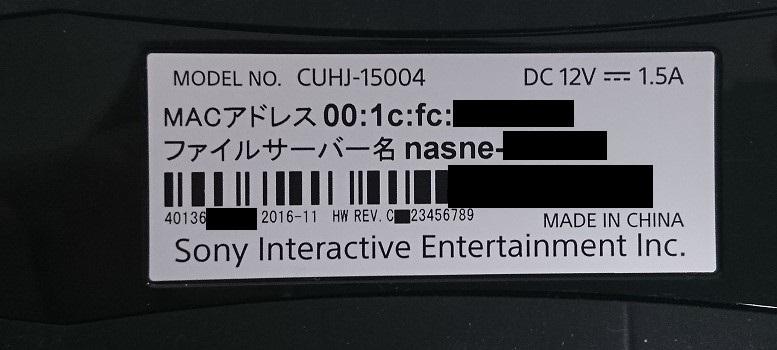 MODEL NO. CUHJ-15004 DC 12V ⎓ 1.5A
MACアドレス 00:1c:fc:
ファイルサーバー名 nasne-
40136 2016-11 HW REV. C 23456789
MADE IN CHINA
Sony Interactive Entertainment Inc.